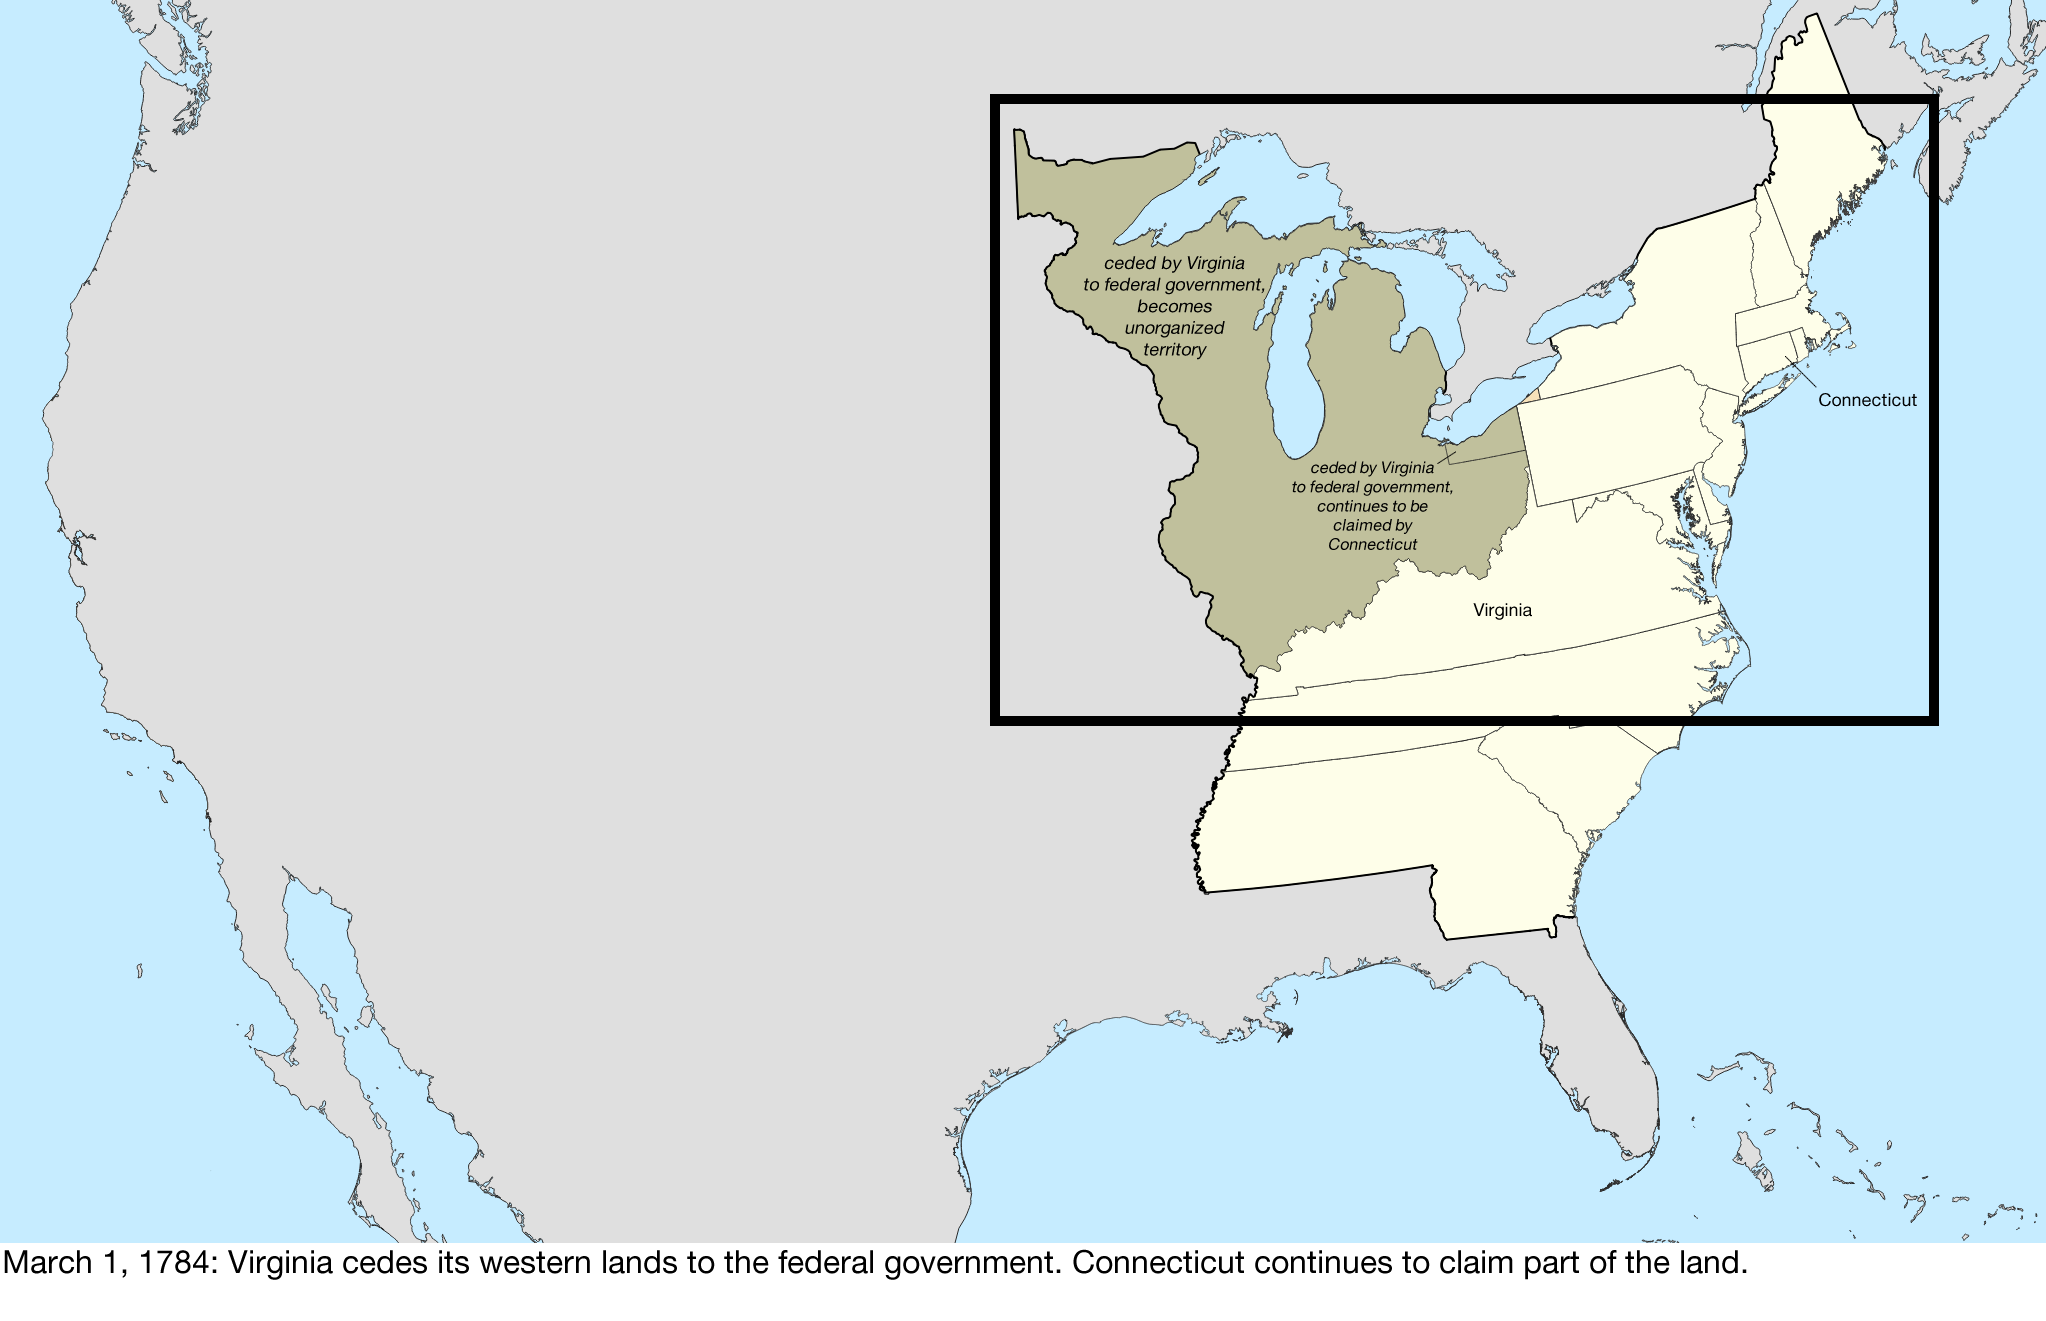 ceded by Virginia
to federal government,
becomes
unorganized
territory
Connecticut
ceded by Virginia
to federal government,
continues to be
claimed by
Connecticut
Virginia
March 1, 1784: Virginia cedes its western lands to the federal government. Connecticut continues to claim part of the land.